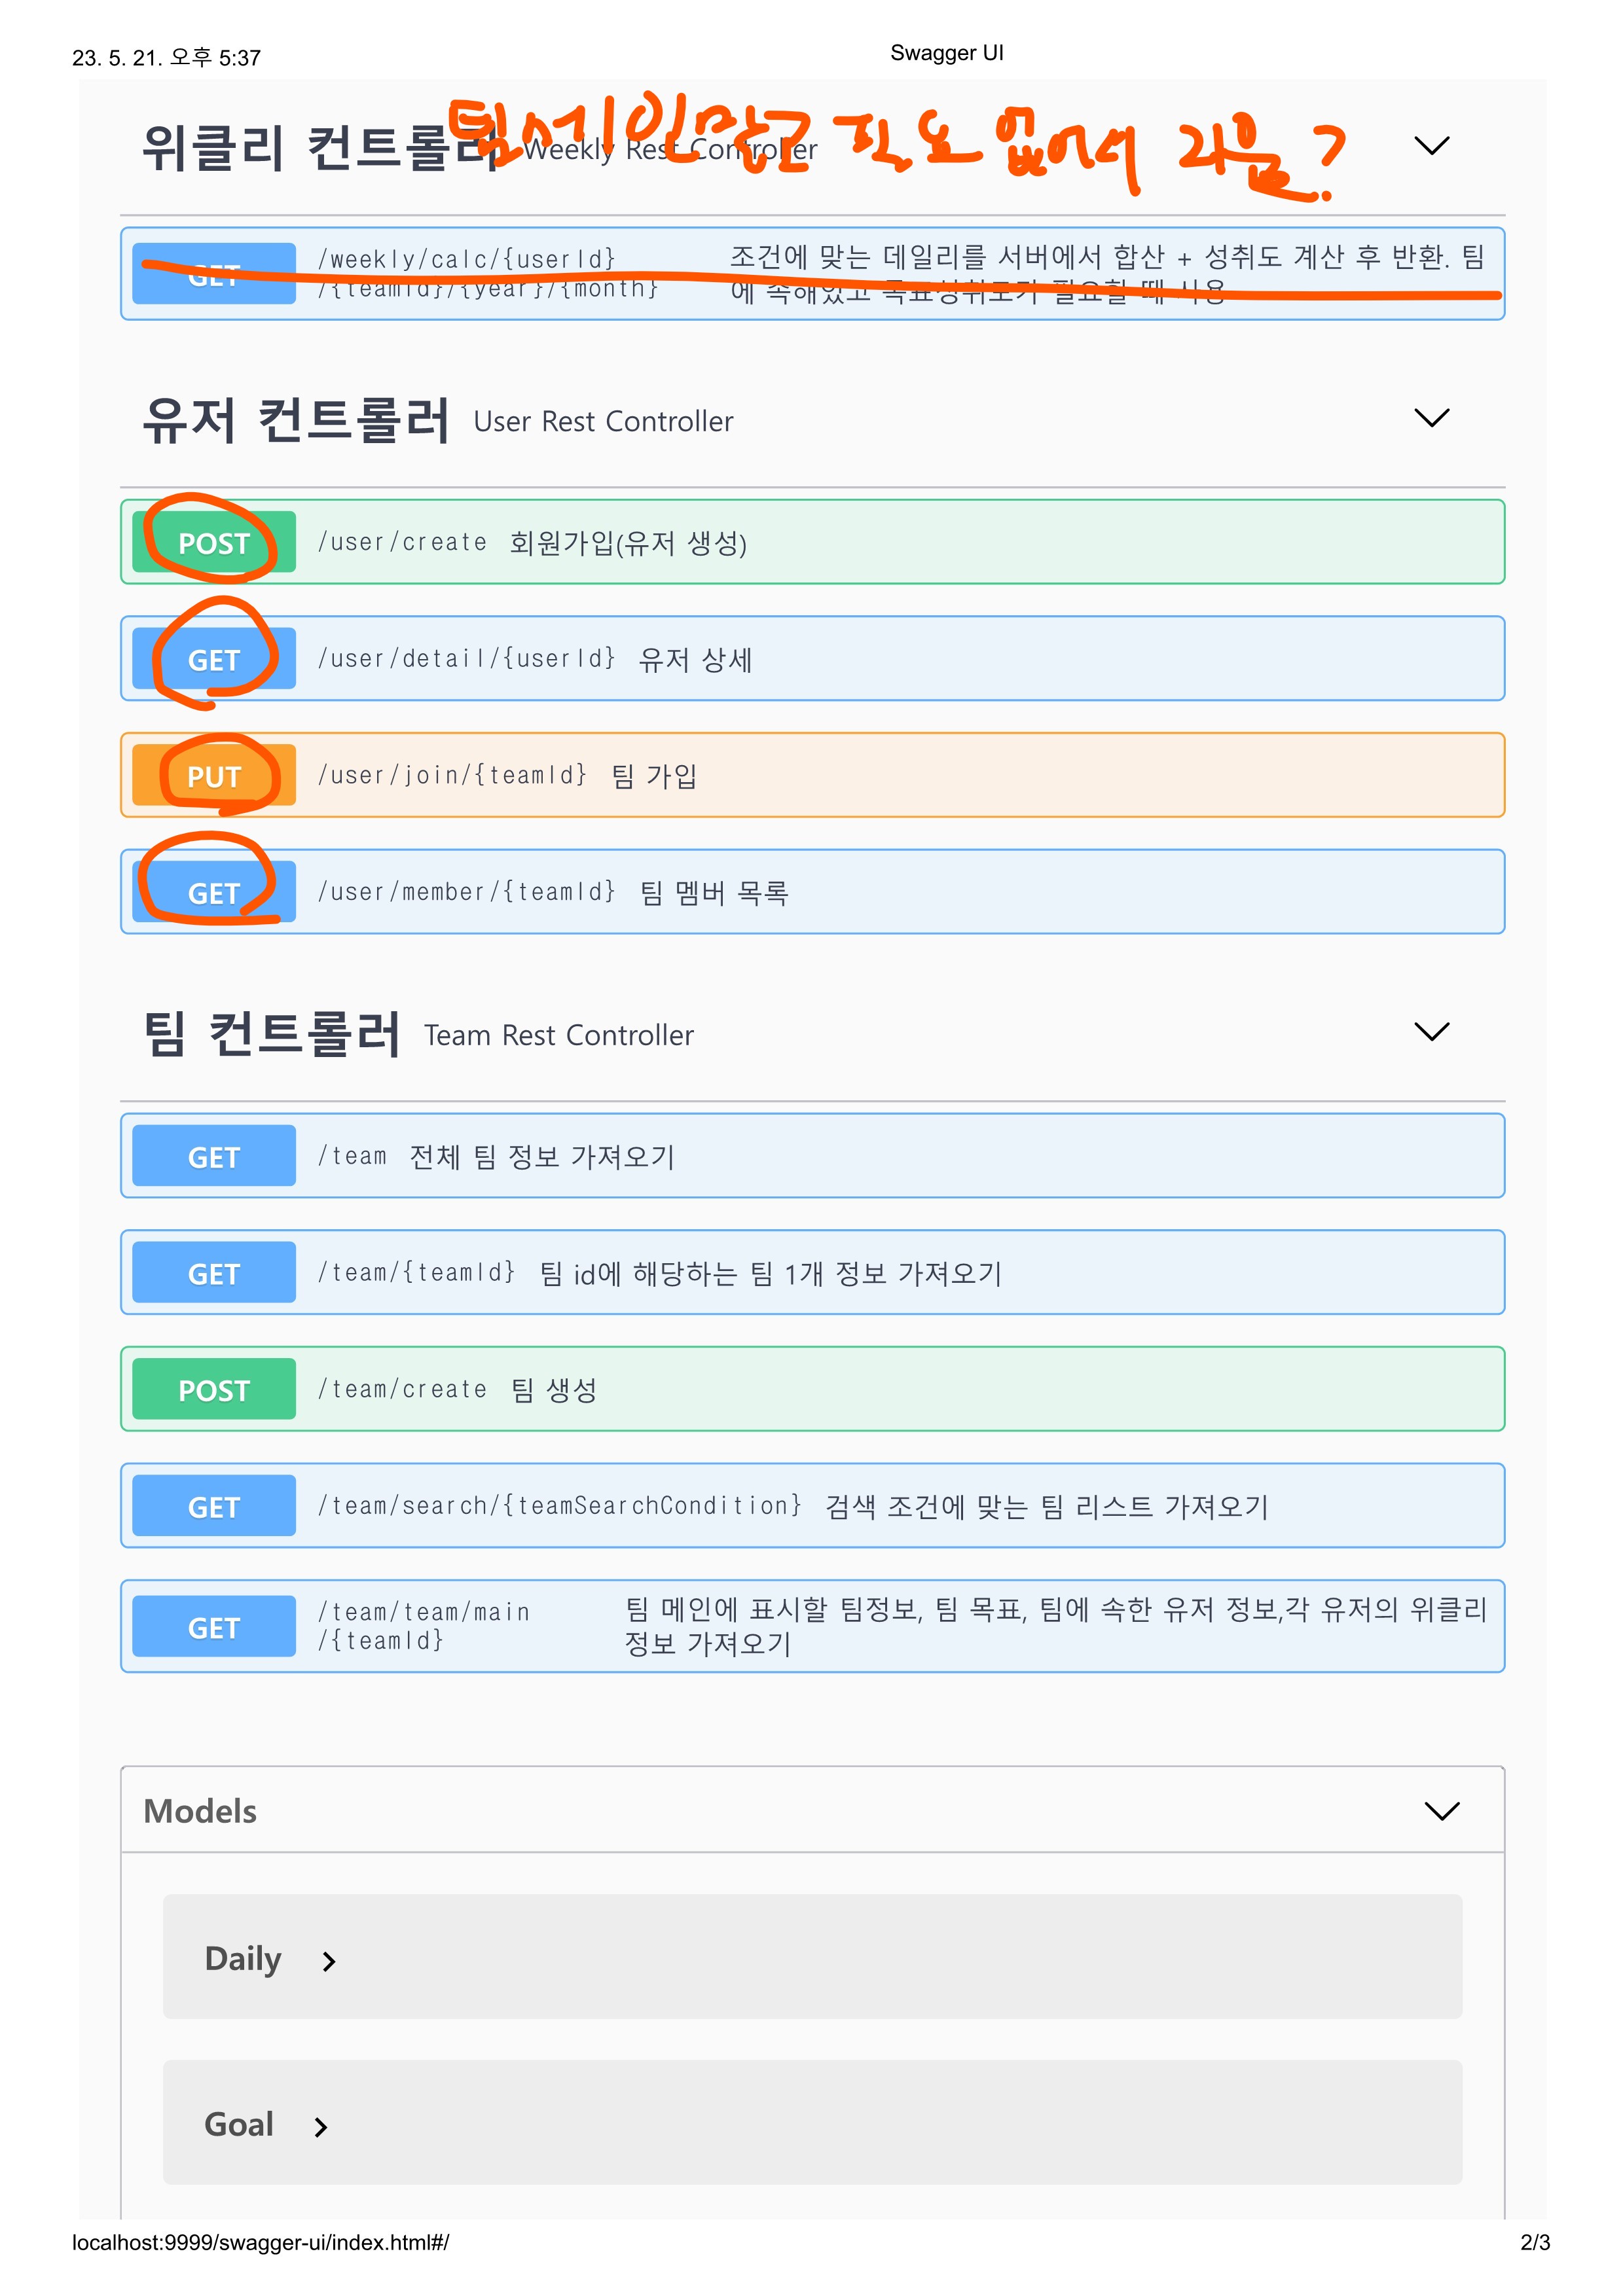 23. 5. 21. 오후 5:37
Swagger UI
위클리 컨트롤러 Weekly Rest Controller
필요 없어서
GET
/weekly/calc/{userId}
/{teamId}/{year}/{month}
조건에 맞는 데일리를 서버에서 합산 + 성취도 계산 후 반환. 팀
에 속해있고 목표성취도가 필요할 때 사용
유저 컨트롤러 User Rest Controller
POST /user/create 회원가입(유저 생성)
GET /user/detail/{userId} 유저 상세
PUT /user/join/{teamId} 팀 가입
GET /user/member/{teamId} 팀 멤버 목록
팀 컨트롤러 Team Rest Controller
GET /team 전체 팀 정보 가져오기
GET /team/{teamId} 팀 id에 해당하는 팀 1개 정보 가져오기
POST /team/create 팀 생성
GET /team/search/{teamSearchCondition} 검색 조건에 맞는 팀 리스트 가져오기
GET
/team/team/main
/{teamId}
팀 메인에 표시할 팀정보, 팀 목표, 팀에 속한 유저 정보,각 유저의 위클리
정보 가져오기
Models
Daily
Goal
localhost:9999/swagger-ui/index.html#/
2/3